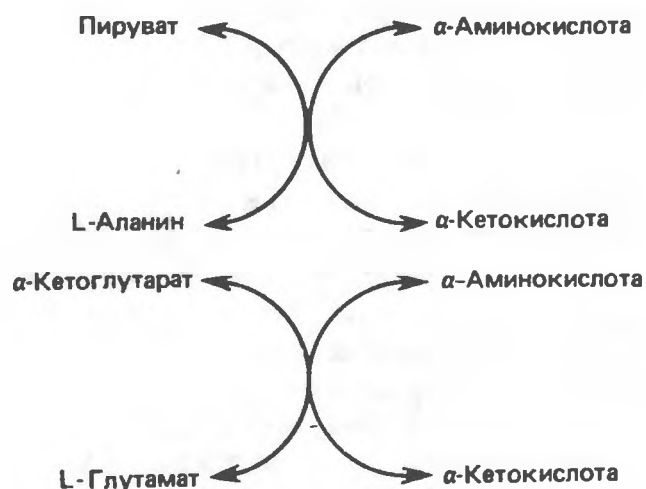 Пируват α-Аминокислота
L-Аланин α-Кетокислота
α-Кетоглутарат α-Аминокислота
L-Глутамат α-Кетокислота